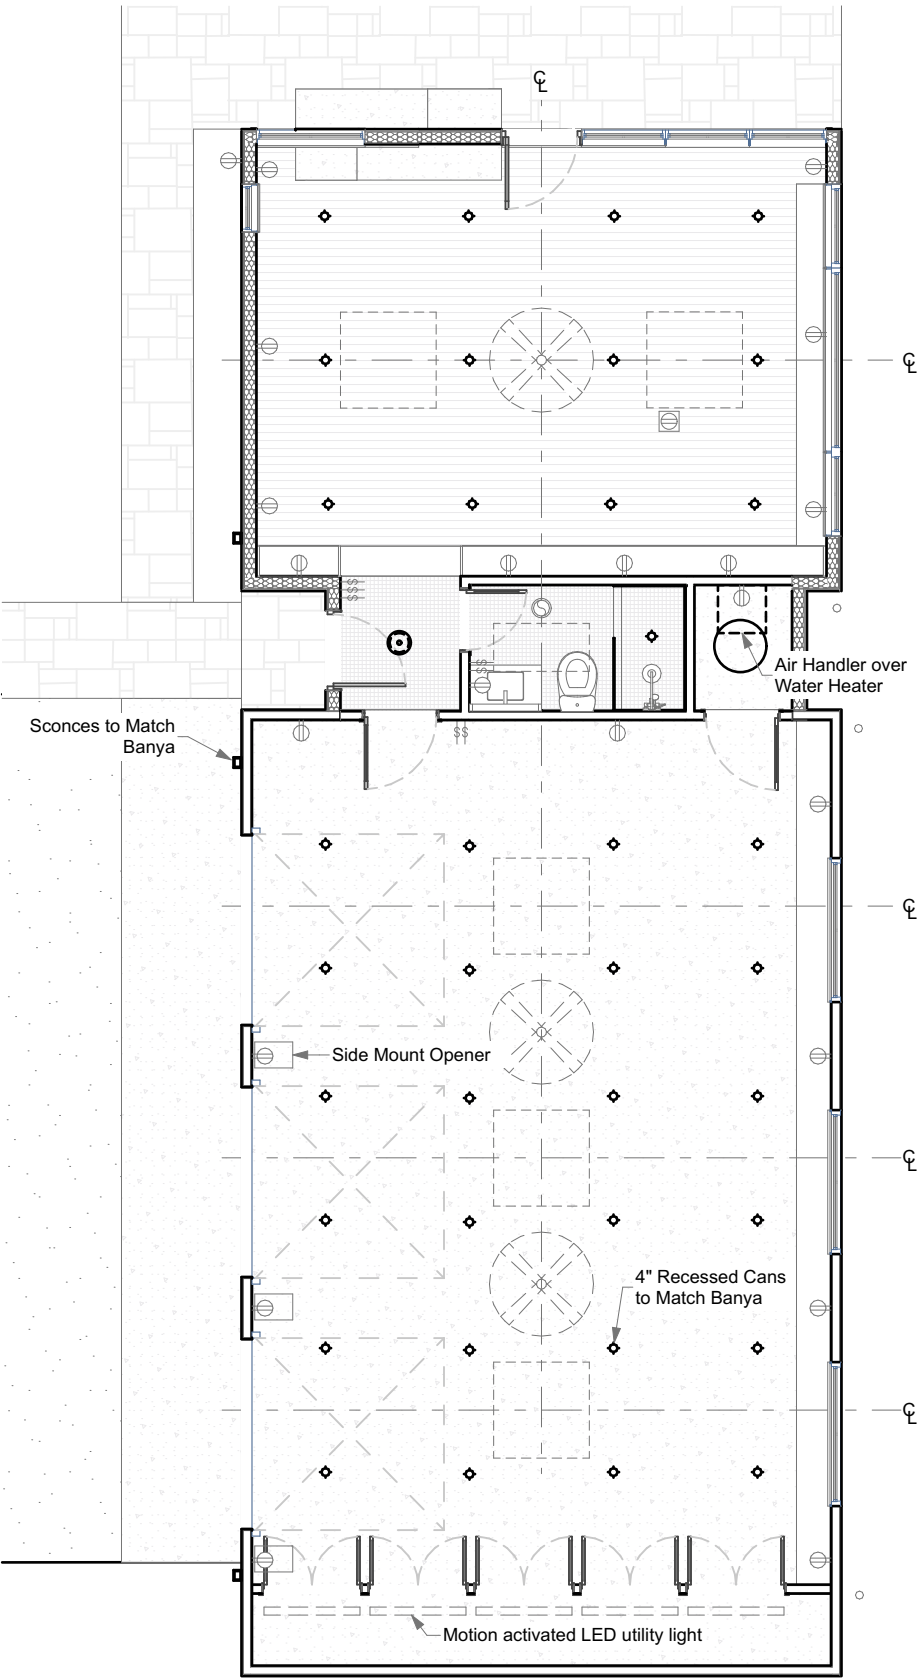 ℄
℄
Air Handler over
Water Heater
Sconces to Match
Banya
$
$
$
$
$
$$
℄
Side Mount Opener
℄
4" Recessed Cans
to Match Banya
℄
Motion activated LED utility light